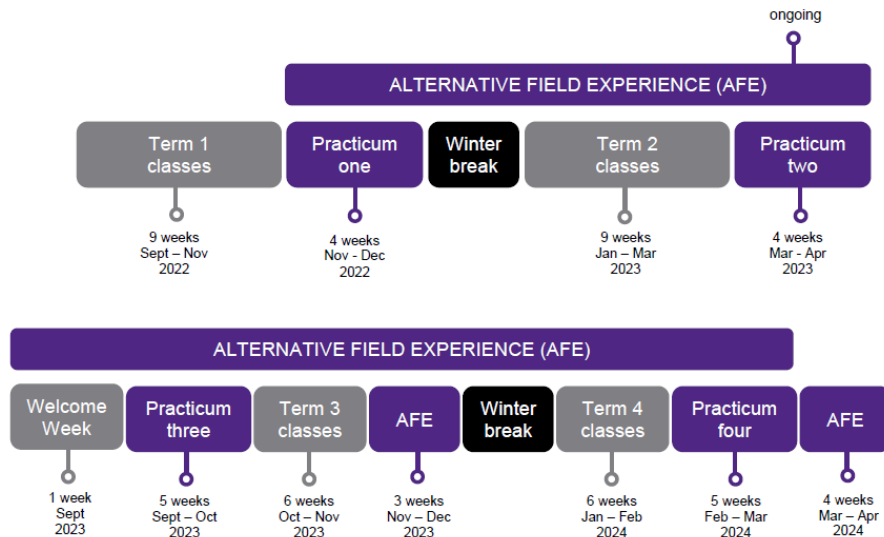 ongoing
ALTERNATIVE FIELD EXPERIENCE (AFE)
Term 1
classes
Practicum
one
Winter
break
Term 2
classes
Practicum
two
9 weeks
Sept – Nov
2022
4 weeks
Nov - Dec
2022
9 weeks
Jan – Mar
2023
4 weeks
Mar - Apr
2023
ALTERNATIVE FIELD EXPERIENCE (AFE)
Welcome
Week
Practicum
three
Term 3
classes
AFE
Winter
break
Term 4
classes
Practicum
four
AFE
1 week
Sept
2023
5 weeks
Sept – Oct
2023
6 weeks
Oct – Nov
2023
3 weeks
Nov – Dec
2023
6 weeks
Jan – Feb
2024
5 weeks
Feb – Mar
2024
4 weeks
Mar – Apr
2024